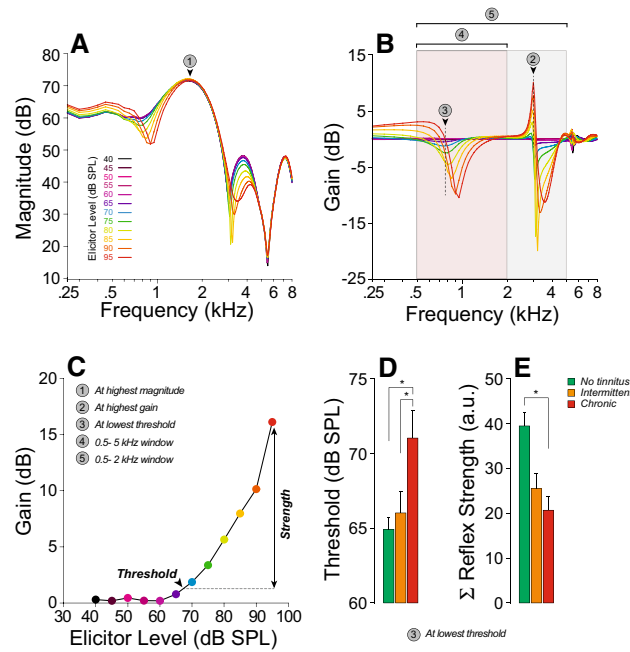 A
Magnitude (dB)
80
70
60
50
40
30
20
10
1
Elicitor Level (dB SPL)
40
45
50
55
60
65
70
75
80
85
90
95
.25
.5
1
2
4
8
Frequency (kHz)
B
5
4
2
3
Gain (dB)
15
5
-5
-15
-25
.25
.5
1
2
4
8
Frequency (kHz)
C
1 At highest magnitude
2 At highest gain
3 At lowest threshold
4 0.5- 5 kHz window
5 0.5- 2 kHz window
Gain (dB)
20
15
10
5
0
Threshold
Strength
30 40 50 60 70 80 90 100
Elicitor Level (dB SPL)
D
Threshold (dB SPL)
75
70
65
60
*
*
3 At lowest threshold
E
Σ Reflex Strength (a.u.)
50
40
30
20
10
0
*
No tinnitus
Intermitten
Chronic